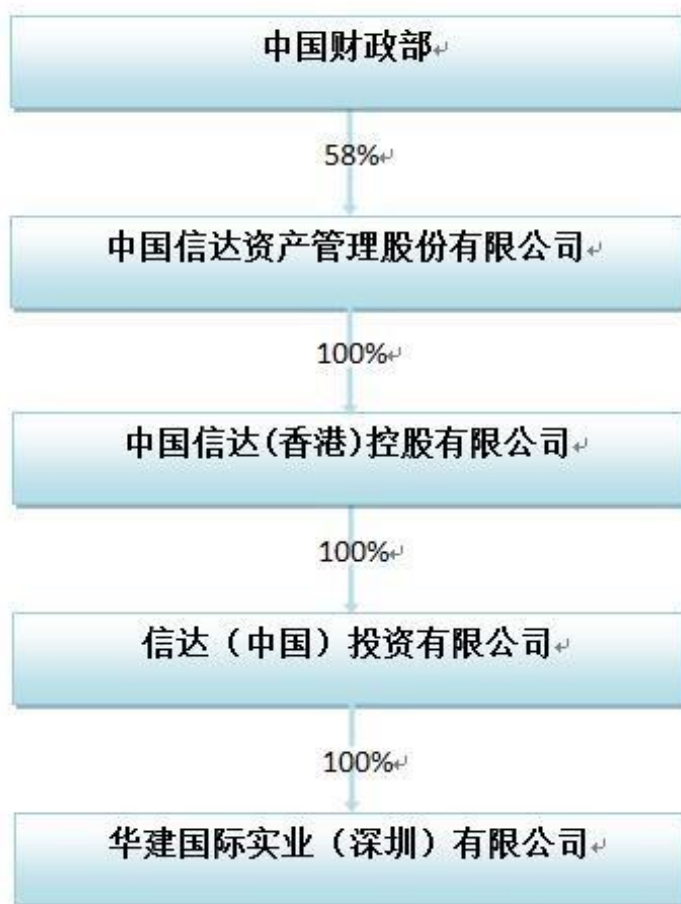 中国财政部
58%
中国信达资产管理股份有限公司
100%
中国信达(香港)控股有限公司
100%
信达（中国）投资有限公司
100%
华建国际实业（深圳）有限公司